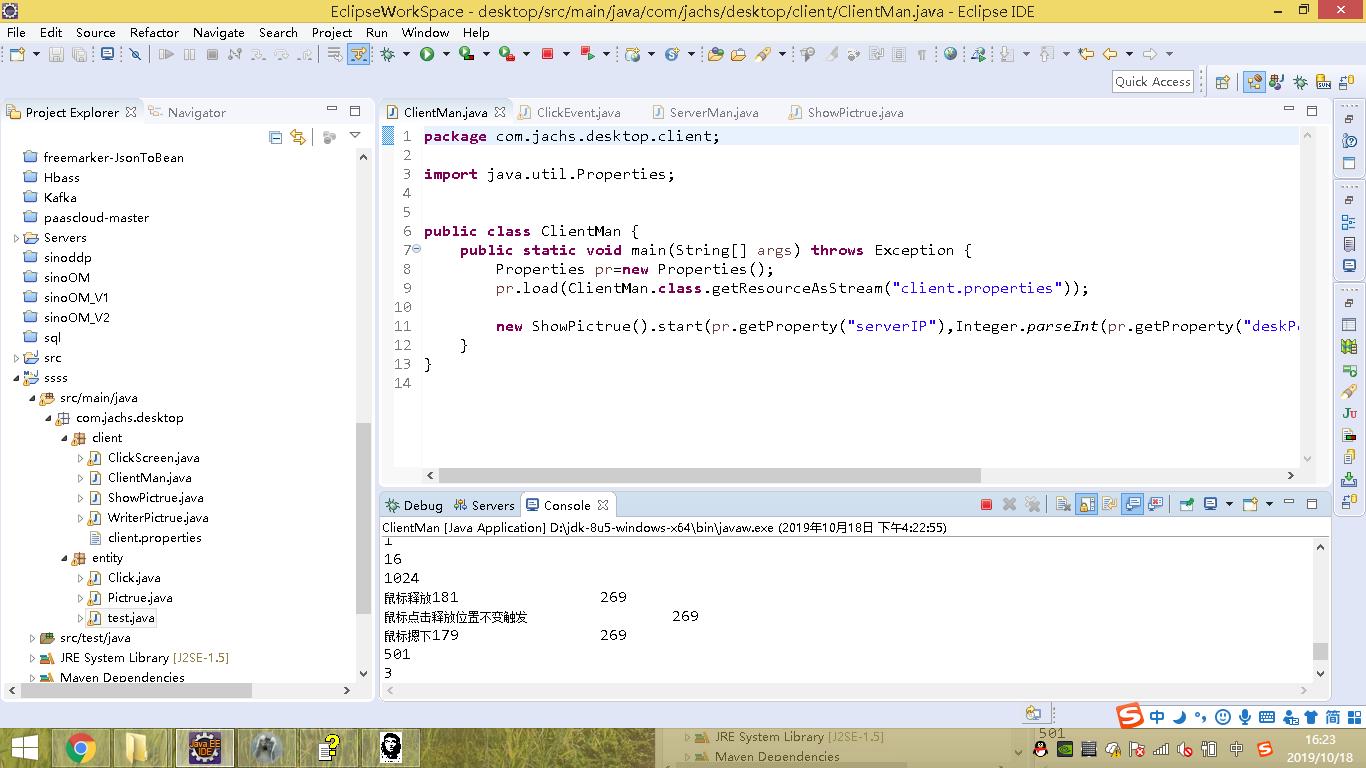 EclipseWorkSpace - desktop/src/main/java/com/jachs/desktop/client/ClientMan.java - Eclipse IDE
File Edit Source Refactor Navigate Search Project Run Window Help
Quick Access
Project Explorer Navigator
freemarker-JsonToBean
Hbass
Kafka
paascloud-master
Servers
sinoddp
sinoOM
sinoOM_V1
sinoOM_V2
sql
src
ssss
src/main/java
com.jachs.desktop
client
ClickScreen.java
ClientMan.java
ShowPictrue.java
WriterPictrue.java
client.properties
entity
Click.java
Pictrue.java
test.java
src/test/java
JRE System Library [J2SE-1.5]
Maven Dependencies
ClientMan.java ClickEvent.java ServerMan.java ShowPictrue.java
1 package com.jachs.desktop.client;
2
3 import java.util.Properties;
4
5
6 public class ClientMan {
7 public static void main(String[] args) throws Exception {
8 Properties pr=new Properties();
9 pr.load(ClientMan.class.getResourceAsStream("client.properties"));
10
11 new ShowPictrue().start(pr.getProperty("serverIP"),Integer.parseInt(pr.getProperty("deskP
12 }
13 }
14
Debug Servers Console
ClientMan [Java Application] D:\jdk-8u5-windows-x64\bin\javaw.exe (2019年10月18日 下午4:22:55)
1
16
1024
鼠标释放181 269
鼠标点击释放位置不变触发 269
鼠标摁下179 269
501
3
中 简
JRE System Library [J2SE-1.5]
Maven Dependencies
501
Java EE
IDE
中
16:23
2019/10/18